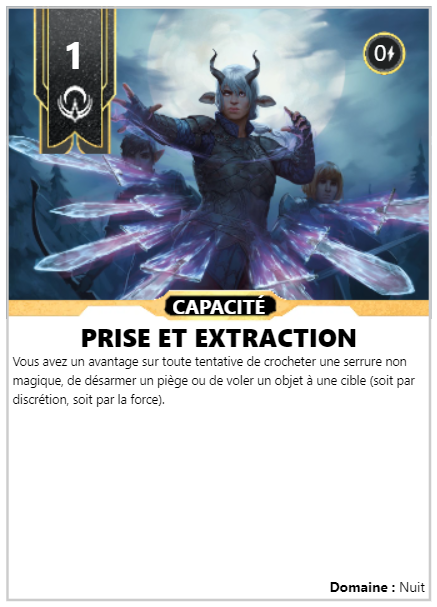 1
0
CAPACITÉ
PRISE ET EXTRACTION
Vous avez un avantage sur toute tentative de crocheter une serrure non
magique, de désarmer un piège ou de voler un objet à une cible (soit par
discrétion, soit par la force).
Domaine : Nuit